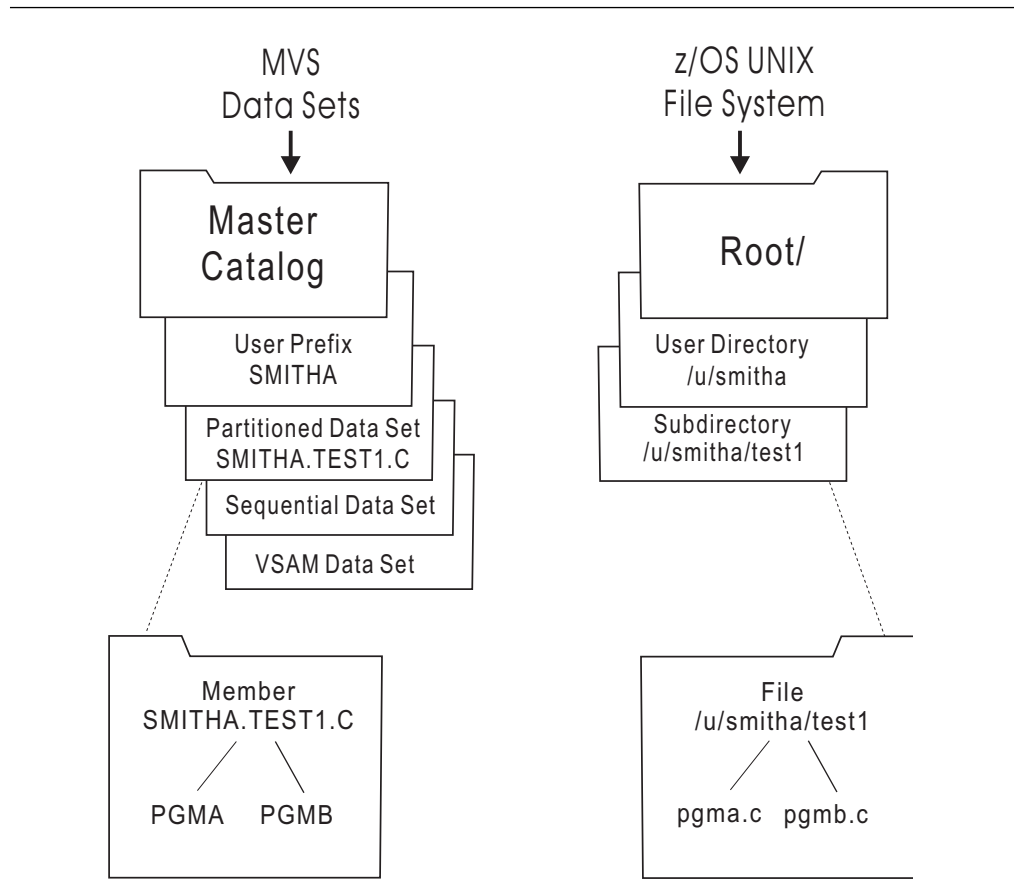 MVS
Data Sets
Master
Catalog
User Prefix
SMITHA
Partitioned Data Set
SMITHA.TEST1.C
Sequential Data Set
VSAM Data Set
Member
SMITHA.TEST1.C
PGMA PGMB
z/OS UNIX
File System
Root/
User Directory
/u/smitha
Subdirectory
/u/smitha/test1
File
/u/smitha/test1
pgma.c pgmb.c